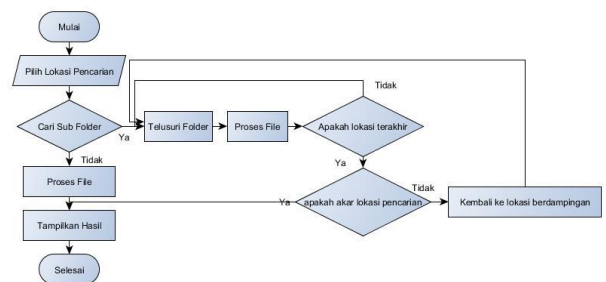 Mulai
Pilih Lokasi Pencarian
Tidak
Cari Sub Folder
Ya
Telusuri Folder
Proses File
Apakah lokasi terakhir
Tidak
Ya
Proses File
Ya
apakah akar lokasi pencarian
Tidak
Kembali ke lokasi berdampingan
Tampilkan Hasil
Selesai